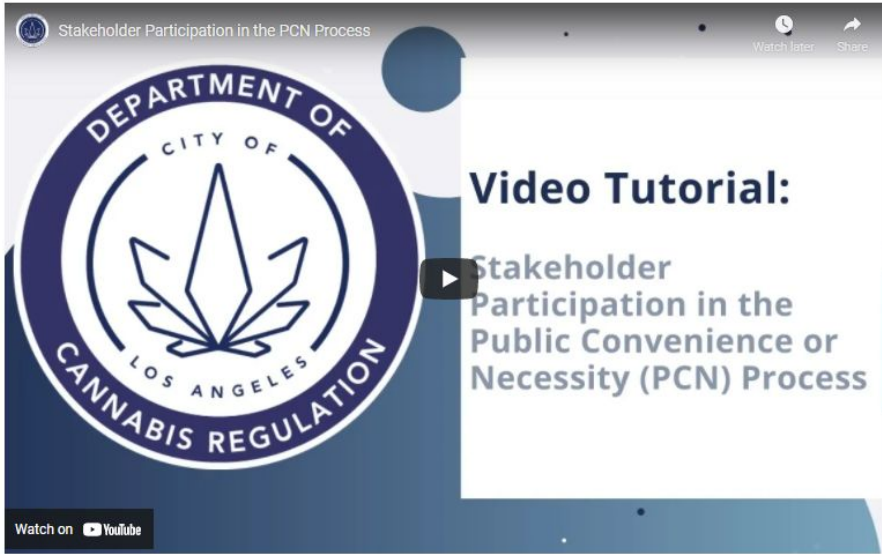 Stakeholder Participation in the PCN Process
Watch later
Share
DEPARTMENT OF
CITY OF
LOS ANGELES
CANNABIS REGULATION
Video Tutorial:
Stakeholder
Participation in the
Public Convenience or
Necessity (PCN) Process
Watch on YouTube